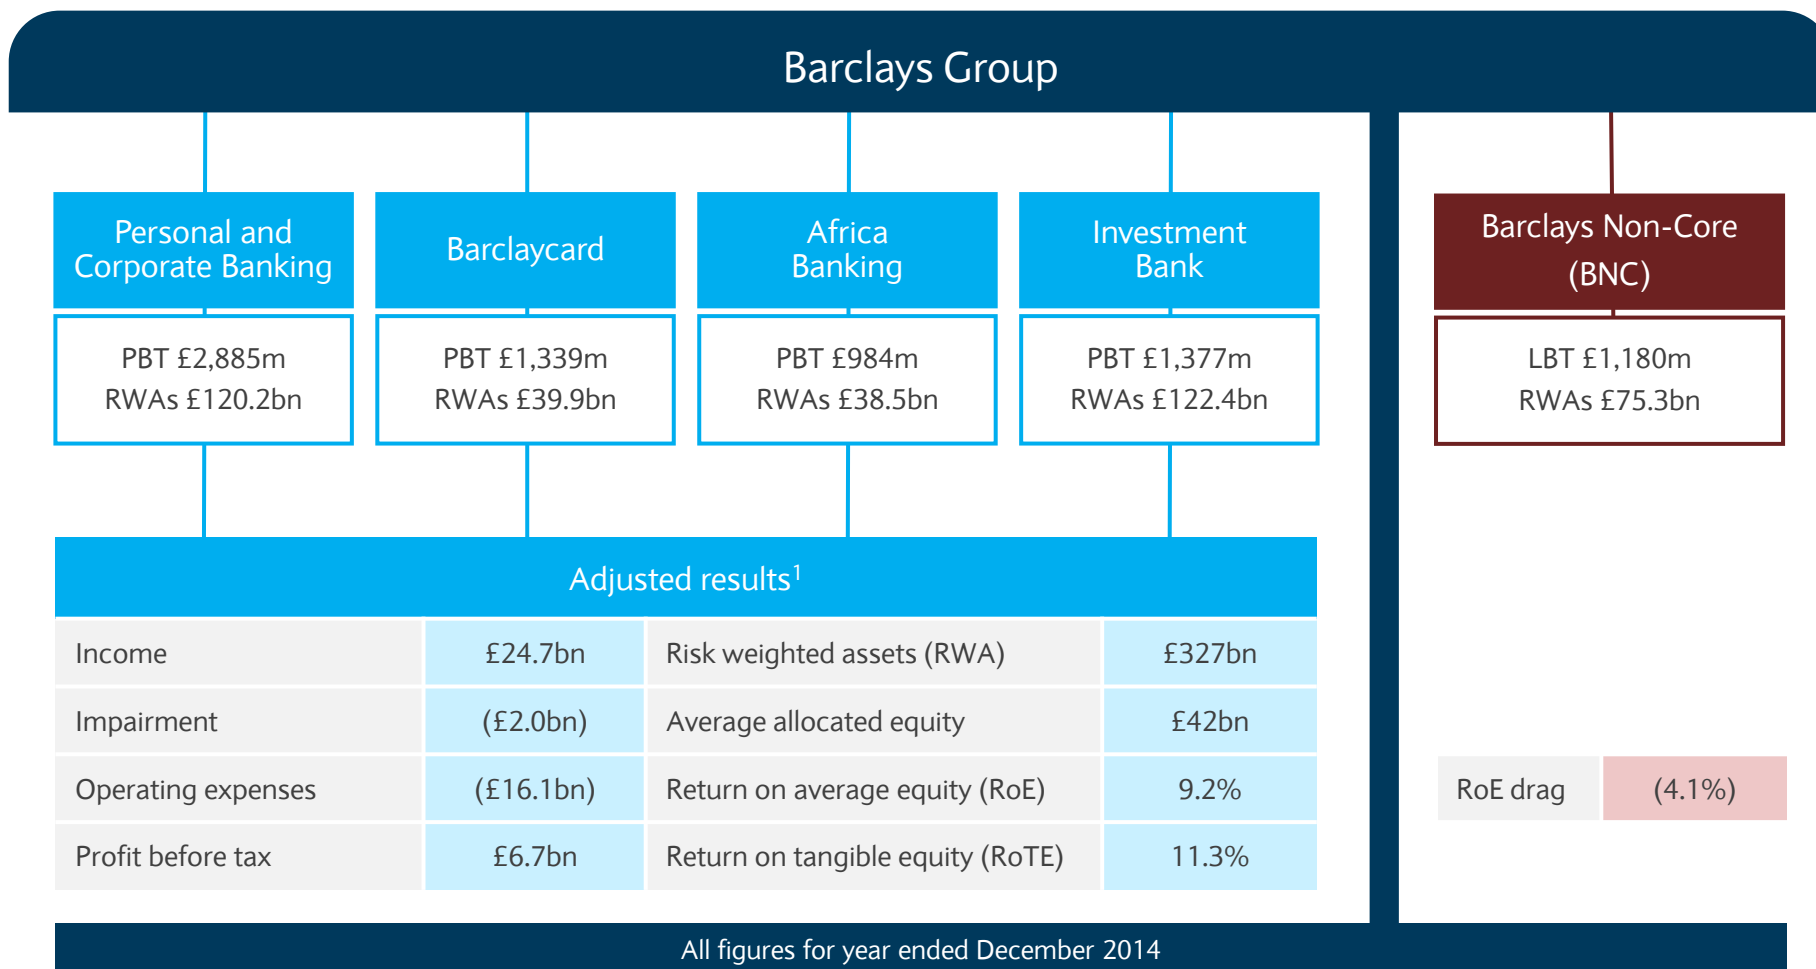 Barclays Group
Personal and
Corporate Banking
PBT £2,885m
RWAs £120.2bn
Barclaycard
PBT £1,339m
RWAs £39.9bn
Africa
Banking
PBT £984m
RWAs £38.5bn
Investment
Bank
PBT £1,377m
RWAs £122.4bn
Barclays Non-Core
(BNC)
LBT £1,180m
RWAs £75.3bn
Adjusted results¹
Income £24.7bn Risk weighted assets (RWA) £327bn
Impairment (£2.0bn) Average allocated equity £42bn
Operating expenses (£16.1bn) Return on average equity (RoE) 9.2%
Profit before tax £6.7bn Return on tangible equity (RoTE) 11.3%
RoE drag (4.1%)
All figures for year ended December 2014